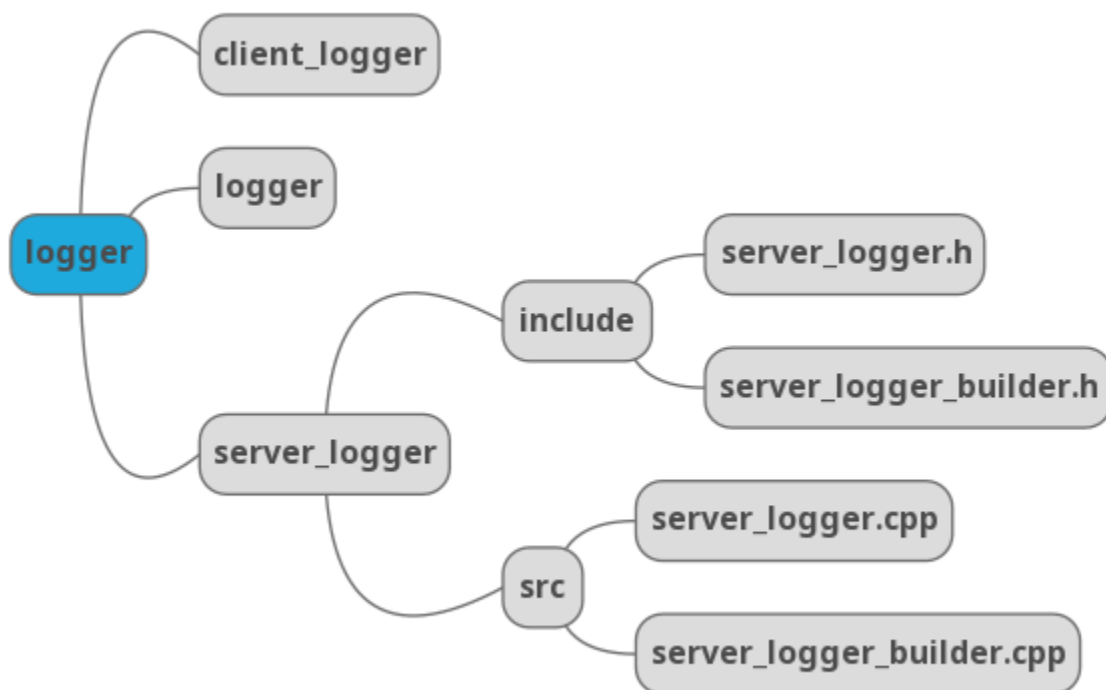 client_logger
logger
logger
server_logger.h
include
server_logger_builder.h
server_logger
server_logger.cpp
src
server_logger_builder.cpp